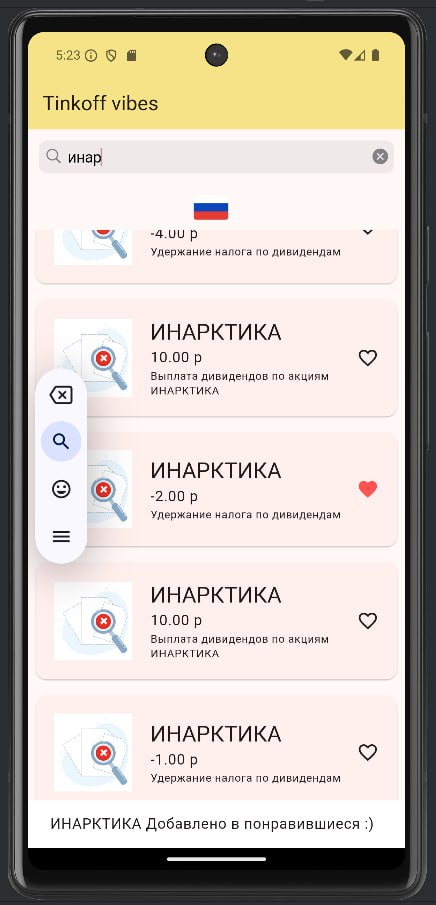 5:23
Tinkoff vibes
инар
-4.00 р
Удержание налога по дивидендам
ИНАРКТИКА
10.00 р
Выплата дивидендов по акциям
ИНАРКТИКА
ИНАРКТИКА
-2.00 р
Удержание налога по дивидендам
ИНАРКТИКА
10.00 р
Выплата дивидендов по акциям
ИНАРКТИКА
ИНАРКТИКА
-1.00 р
Удержание налога по дивидендам
ИНАРКТИКА Добавлено в понравившиеся :)